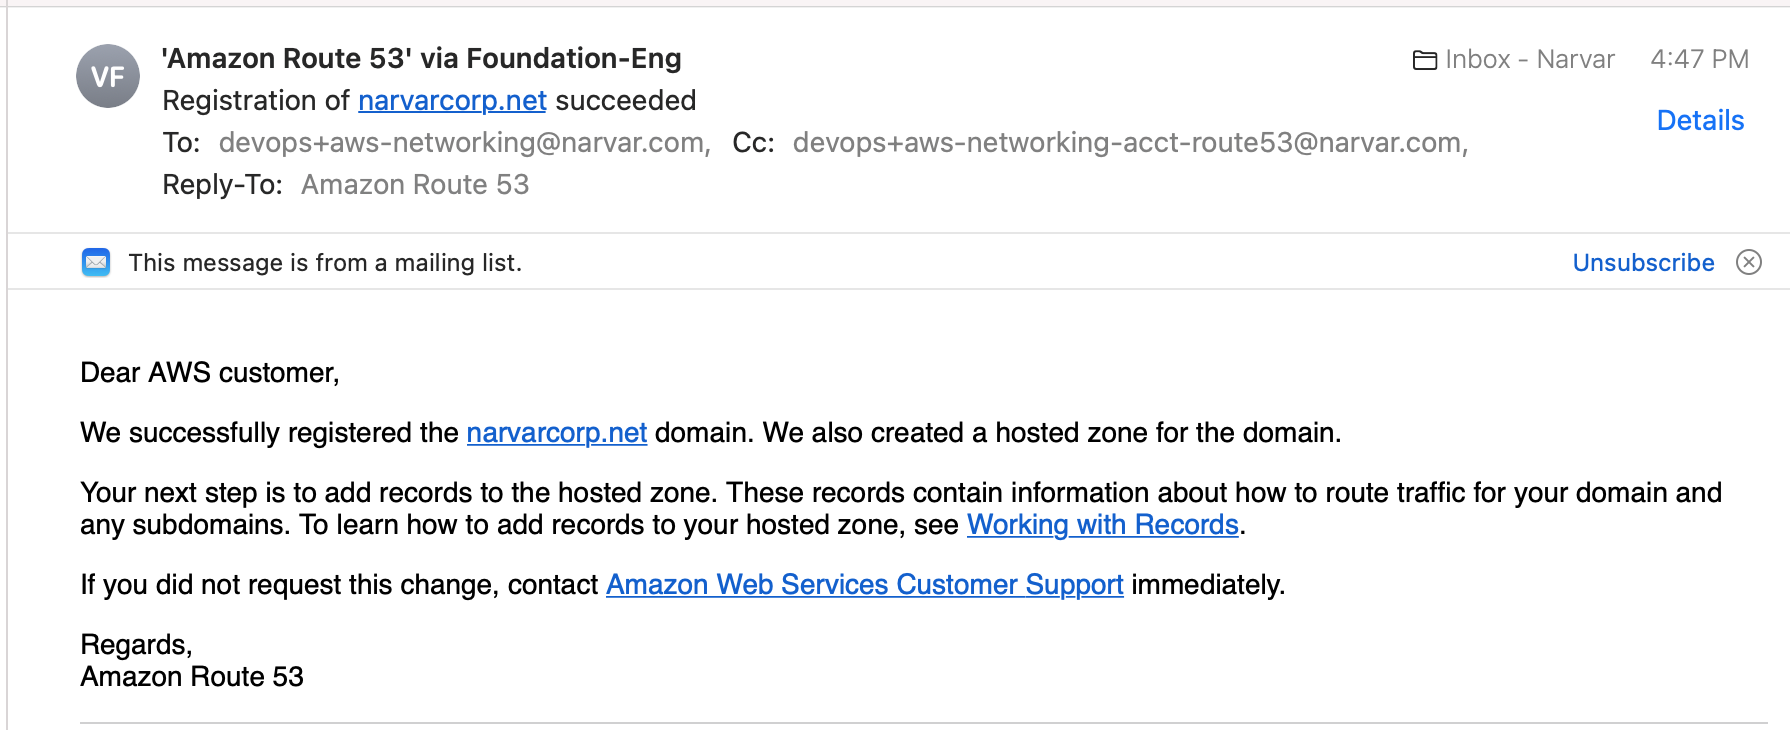 VF
'Amazon Route 53' via Foundation-Eng
Inbox - Narvar 4:47 PM
Registration of narvarcorp.net succeeded
Details
To: devops+aws-networking@narvar.com, Cc: devops+aws-networking-acct-route53@narvar.com,
Reply-To: Amazon Route 53
This message is from a mailing list.
Unsubscribe
Dear AWS customer,
We successfully registered the narvarcorp.net domain. We also created a hosted zone for the domain.
Your next step is to add records to the hosted zone. These records contain information about how to route traffic for your domain and
any subdomains. To learn how to add records to your hosted zone, see Working with Records.
If you did not request this change, contact Amazon Web Services Customer Support immediately.
Regards,
Amazon Route 53